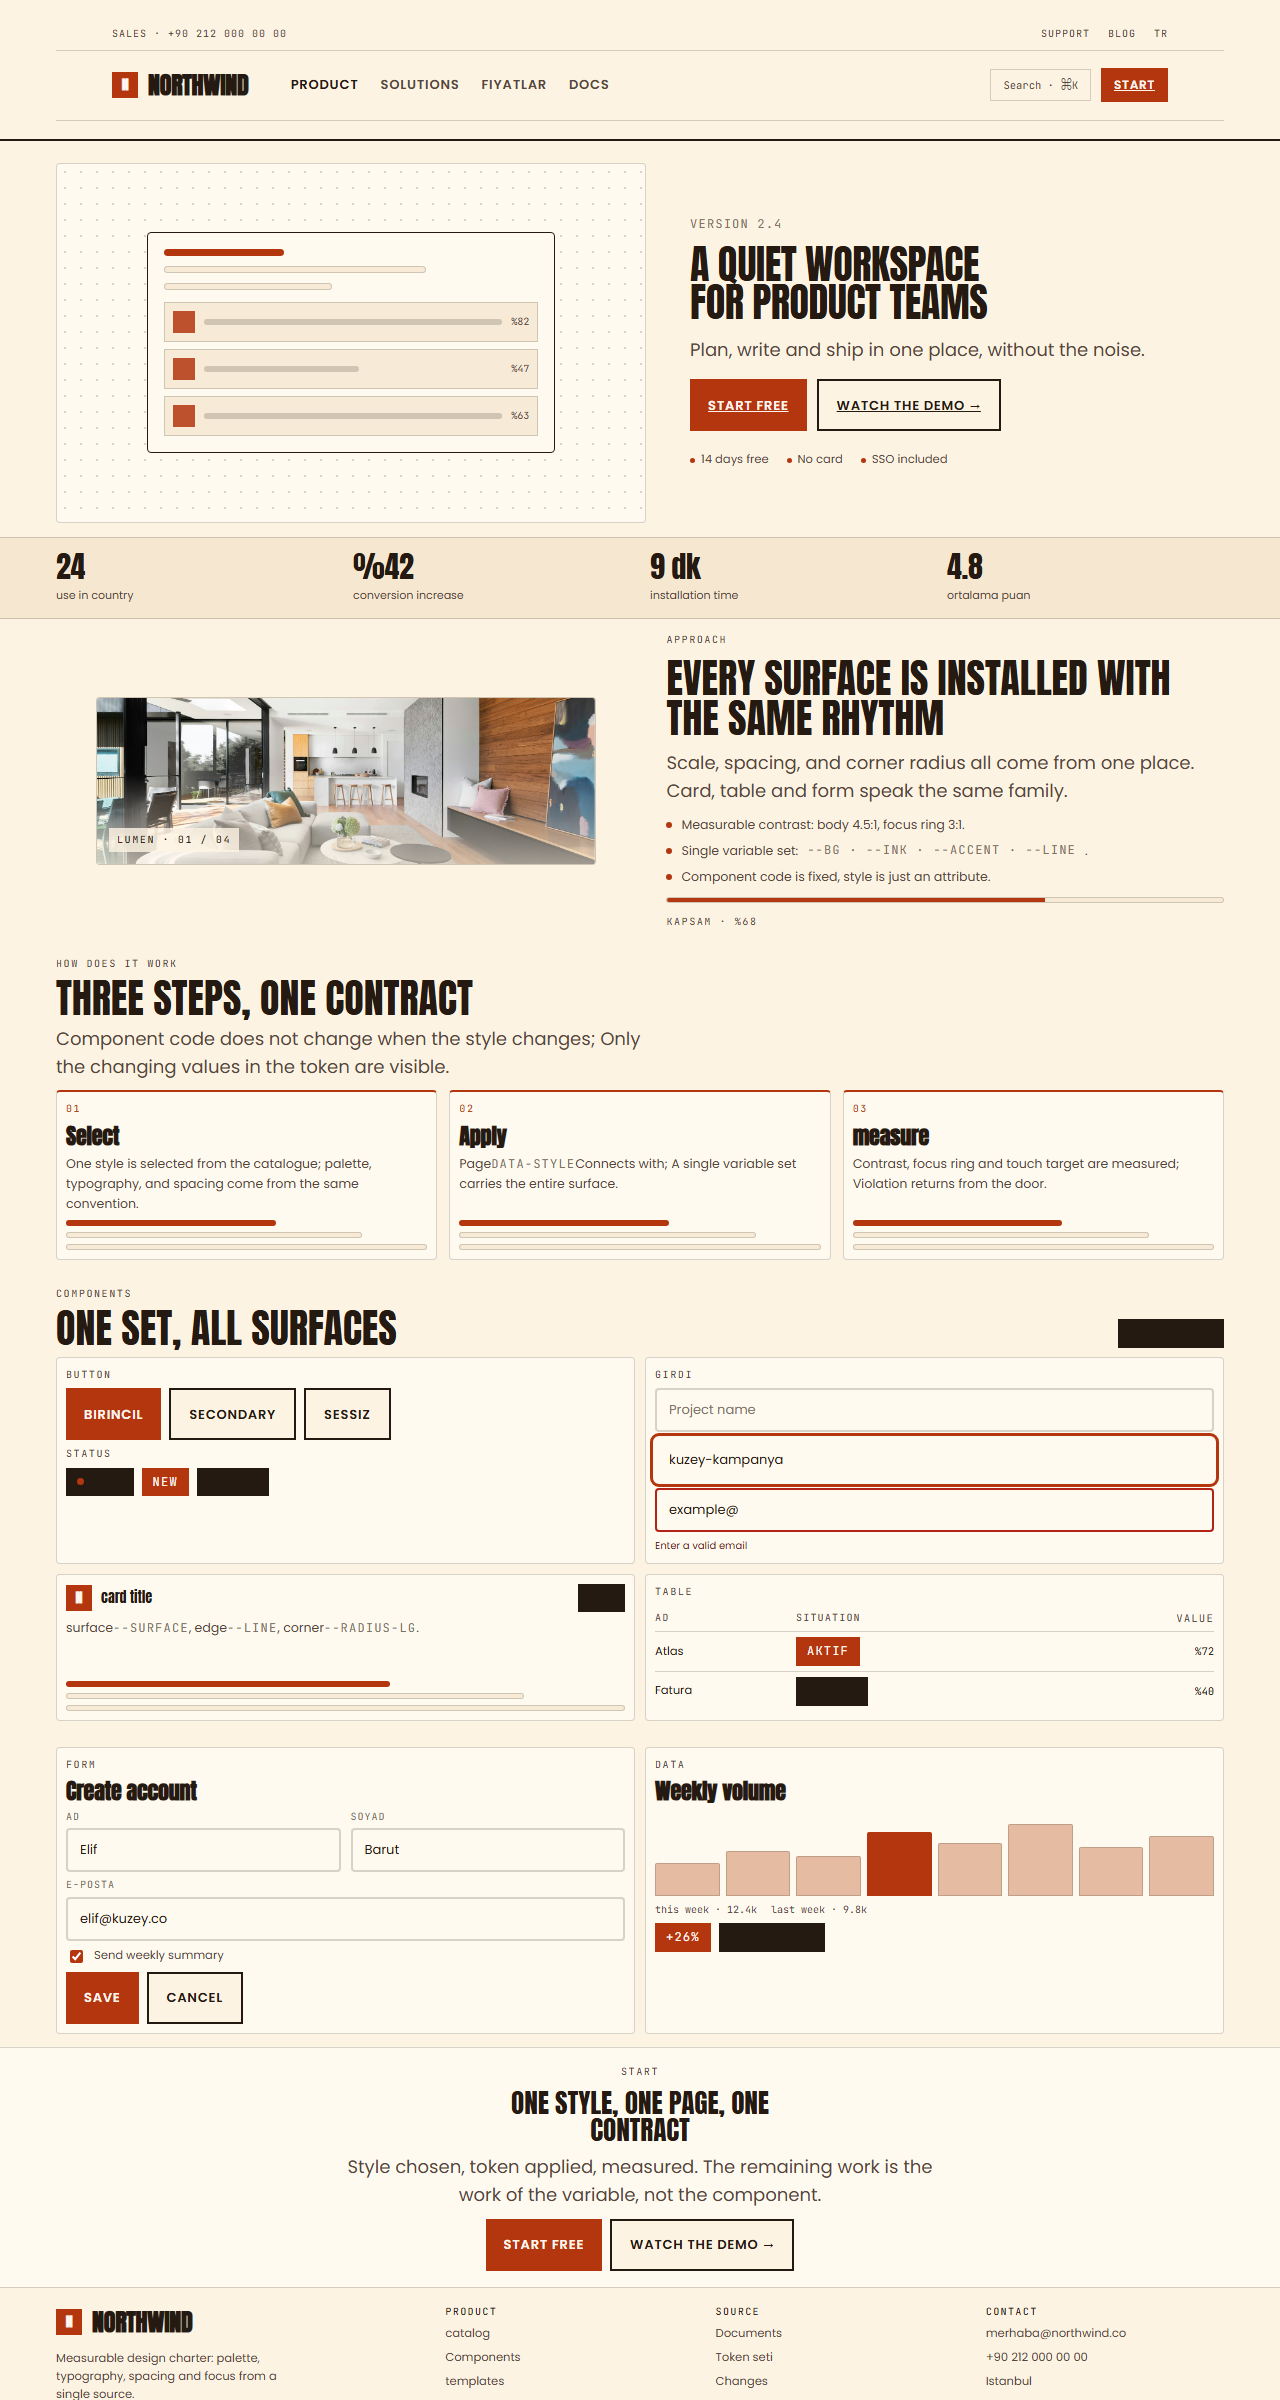 SALES · +90 212 000 00 00
SUPPORT BLOG TR
NORTHWIND
PRODUCT SOLUTIONS FIYATLAR DOCS
Search · ⌘K
START
%82
%47
%63
VERSION 2.4
A QUIET WORKSPACE
FOR PRODUCT TEAMS
Plan, write and ship in one place, without the noise.
START FREE
WATCH THE DEMO →
14 days free
No card
SSO included
24
use in country
%42
conversion increase
9 dk
installation time
4.8
ortalama puan
LUMEN · 01 / 04
APPROACH
EVERY SURFACE IS INSTALLED WITH
THE SAME RHYTHM
Scale, spacing, and corner radius all come from one place.
Card, table and form speak the same family.
Measurable contrast: body 4.5:1, focus ring 3:1.
Single variable set: --BG · --INK · --ACCENT · --LINE .
Component code is fixed, style is just an attribute.
KAPSAM · %68
HOW DOES IT WORK
THREE STEPS, ONE CONTRACT
Component code does not change when the style changes; Only
the changing values in the token are visible.
01
Select
One style is selected from the catalogue; palette,
typography, and spacing come from the same
convention.
02
Apply
PageDATA-STYLEConnects with; A single variable set
carries the entire surface.
03
measure
Contrast, focus ring and touch target are measured;
Violation returns from the door.
COMPONENTS
ONE SET, ALL SURFACES
BUTTON
BIRINCIL
SECONDARY
SESSIZ
STATUS
NEW
GIRDI
Project name
kuzey-kampanya
example@
Enter a valid email
card title
surface--SURFACE, edge--LINE, corner--RADIUS-LG.
TABLE
AD SITUATION VALUE
Atlas AKTIF %72
Fatura %40
FORM
Create account
AD
SOYAD
Elif
Barut
E-POSTA
elif@kuzey.co
Send weekly summary
SAVE
CANCEL
DATA
Weekly volume
this week · 12.4k last week · 9.8k
+26%
START
ONE STYLE, ONE PAGE, ONE
CONTRACT
Style chosen, token applied, measured. The remaining work is the
work of the variable, not the component.
START FREE
WATCH THE DEMO →
NORTHWIND
Measurable design charter: palette,
typography, spacing and focus from a
single source.
PRODUCT
catalog
Components
templates
SOURCE
Documents
Token seti
Changes
CONTACT
merhaba@northwind.co
+90 212 000 00 00
Istanbul